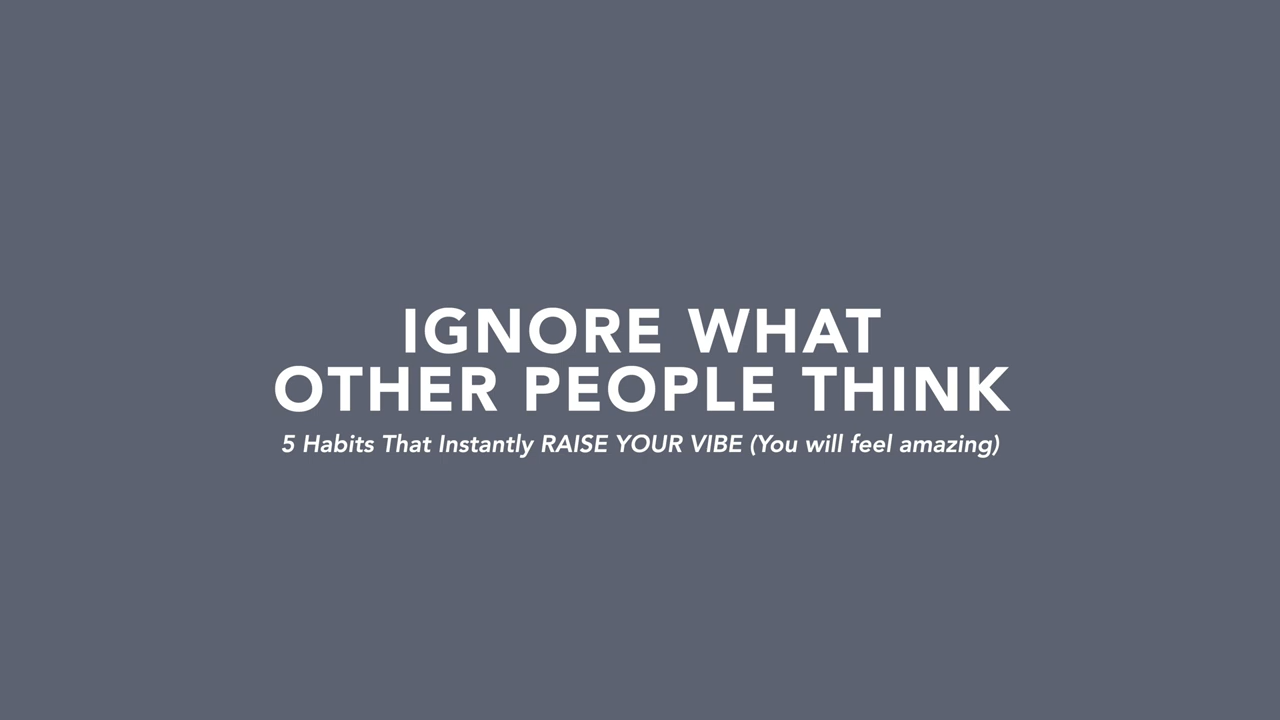 IGNORE WHAT
OTHER PEOPLE THINK
5 Habits That Instantly RAISE YOUR VIBE (You will feel amazing)